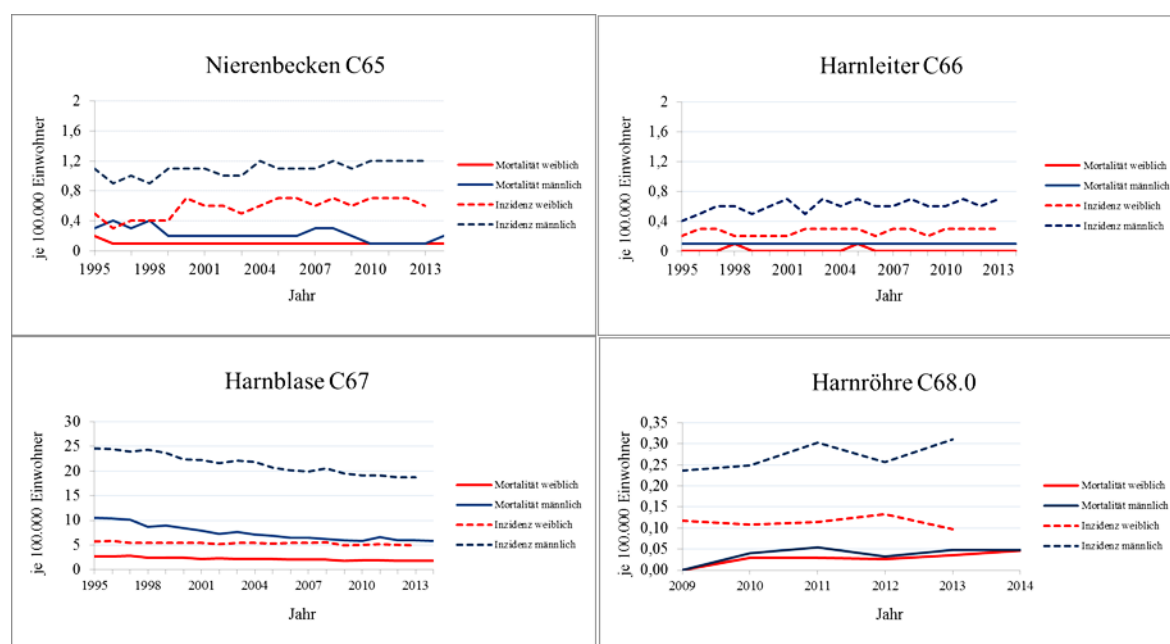 Nierenbecken C65
je 100.000 Einwohner
2
1,6
1,2
0,8
0,4
0
1995 1998 2001 2004 2007 2010 2013
Jahr
Mortalität weiblich
Mortalität männlich
Inzidenz weiblich
Inzidenz männlich
Harnleiter C66
je 100.000 Einwohner
2
1,6
1,2
0,8
0,4
0
1995 1998 2001 2004 2007 2010 2013
Jahr
Mortalität weiblich
Mortalität männlich
Inzidenz weiblich
Inzidenz männlich
Harnblase C67
je 100.000 Einwohner
30
25
20
15
10
5
0
1995 1998 2001 2004 2007 2010 2013
Jahr
Mortalität weiblich
Mortalität männlich
Inzidenz weiblich
Inzidenz männlich
Harnröhre C68.0
je 100.000 Einwohner
0,35
0,30
0,25
0,20
0,15
0,10
0,05
0,00
2009 2010 2011 2012 2013 2014
Jahr
Mortalität weiblich
Mortalität männlich
Inzidenz weiblich
Inzidenz männlich